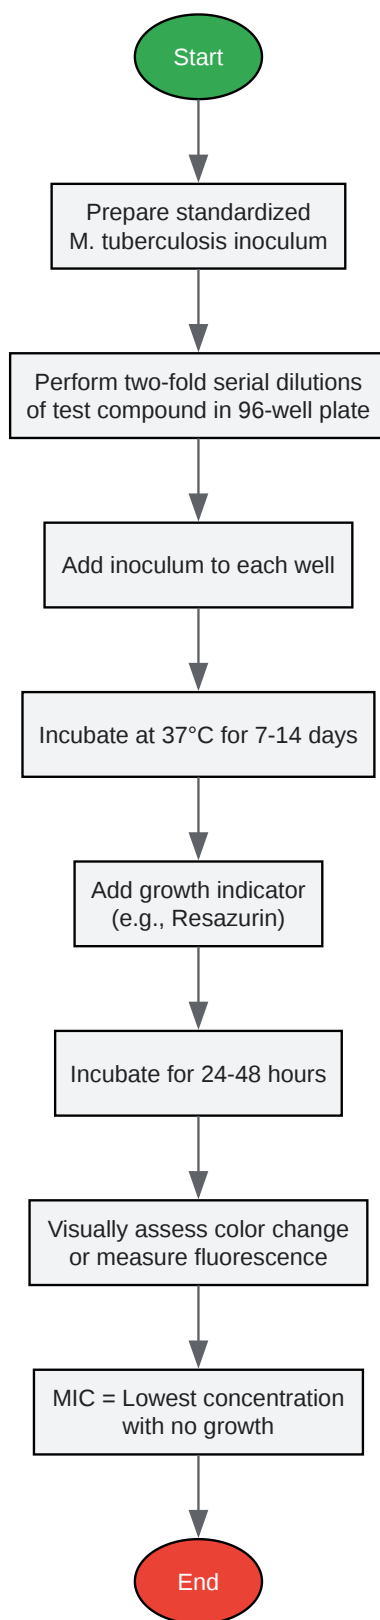 Start
Prepare standardized
M. tuberculosis inoculum
Perform two-fold serial dilutions
of test compound in 96-well plate
Add inoculum to each well
Incubate at 37°C for 7-14 days
Add growth indicator
(e.g., Resazurin)
Incubate for 24-48 hours
Visually assess color change
or measure fluorescence
MIC = Lowest concentration
with no growth
End